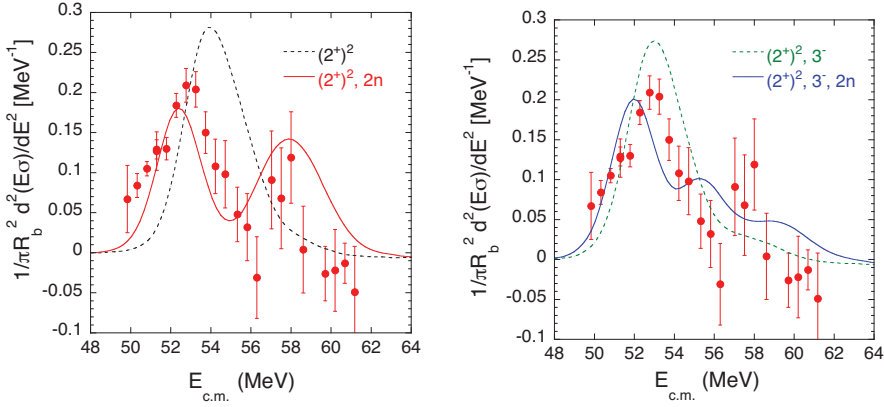 1/πR_b^2 d^2(Eσ)/dE^2 [MeV^-1]
0.3
0.25
0.2
0.15
0.1
0.05
0
-0.05
-0.1
(2^+)^2
(2^+)^2, 2n
48 50 52 54 56 58 60 62 64
E_c.m. (MeV)
1/πR_b^2 d^2(Eσ)/dE^2 [MeV^-1]
0.3
0.25
0.2
0.15
0.1
0.05
0
-0.05
-0.1
(2^+)^2, 3^-
(2^+)^2, 3^-, 2n
48 50 52 54 56 58 60 62 64
E_c.m. (MeV)